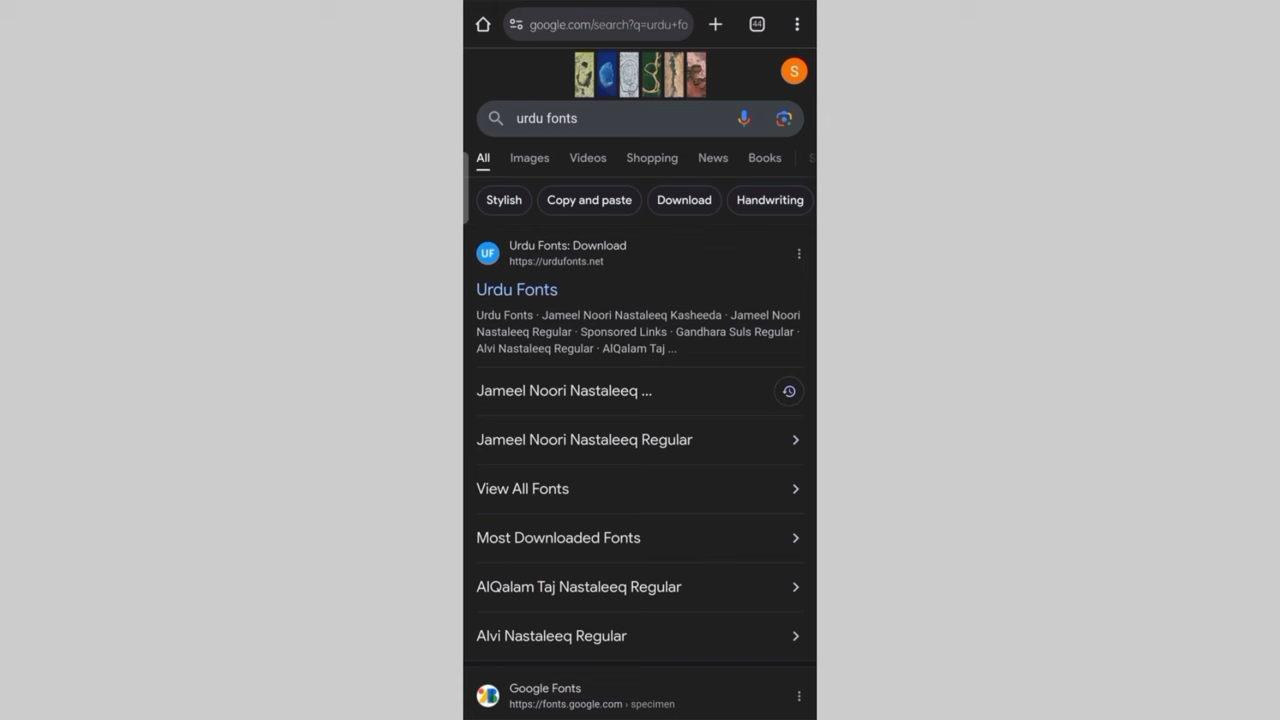 google.com/search?q=urdu+fo
44
S
urdu fonts
All Images Videos Shopping News Books
Stylish Copy and paste Download Handwriting
UF
Urdu Fonts: Download
https://urdufonts.net
Urdu Fonts
Urdu Fonts · Jameel Noori Nastaleeq Kasheeda · Jameel Noori
Nastaleeq Regular · Sponsored Links · Gandhara Suls Regular ·
Alvi Nastaleeq Regular · AlQalam Taj ...
Jameel Noori Nastaleeq ...
Jameel Noori Nastaleeq Regular
View All Fonts
Most Downloaded Fonts
AlQalam Taj Nastaleeq Regular
Alvi Nastaleeq Regular
Google Fonts
https://fonts.google.com › specimen